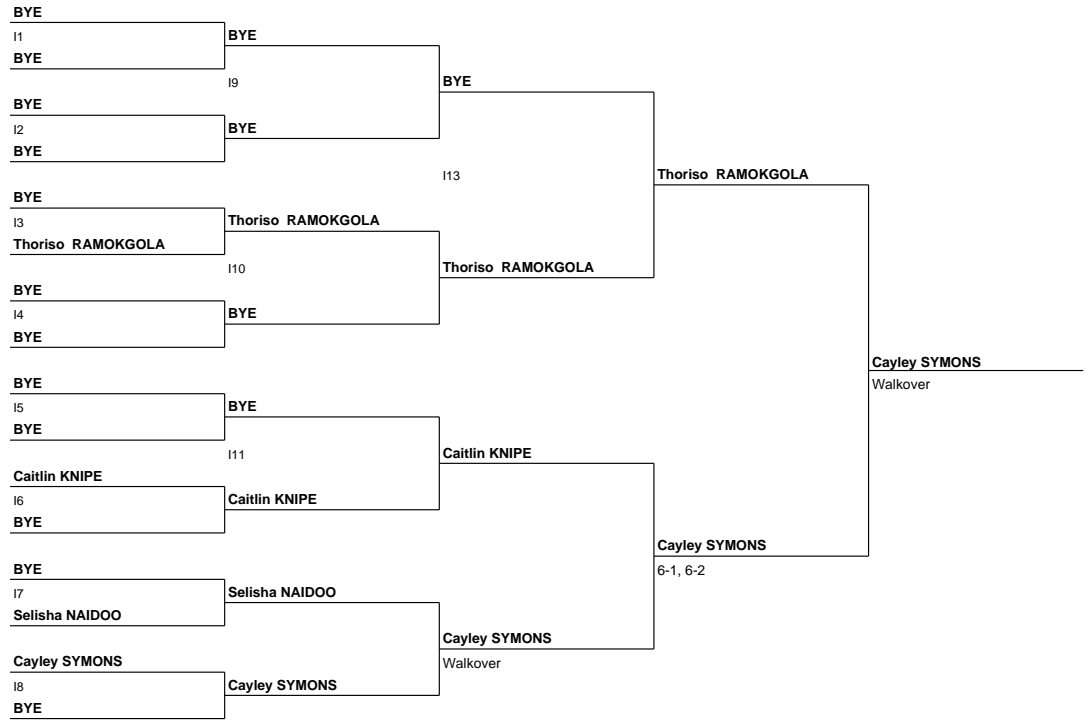 BYE
I1
BYE
BYE
I9
BYE
BYE
I2
BYE
BYE
I13
Thoriso RAMOKGOLA
BYE
I3
Thoriso RAMOKGOLA
Thoriso RAMOKGOLA
I10
Thoriso RAMOKGOLA
BYE
I4
BYE
BYE
Cayley SYMONS
Walkover
BYE
I5
BYE
BYE
I11
Caitlin KNIPE
Caitlin KNIPE
I6
Caitlin KNIPE
BYE
Cayley SYMONS
6-1, 6-2
BYE
I7
Selisha NAIDOO
Selisha NAIDOO
Cayley SYMONS
Walkover
Cayley SYMONS
I8
Cayley SYMONS
BYE